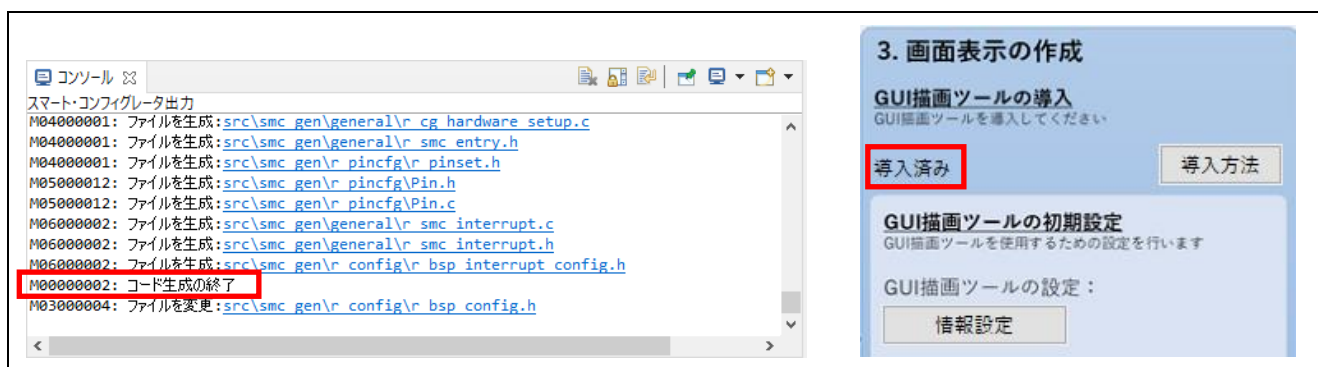 コンソール
スマート・コンフィグレータ出力
M04000001: ファイルを生成:src\smc_gen\general\r_cg_hardware_setup.c
M04000001: ファイルを生成:src\smc_gen\general\r_smc_entry.h
M04000001: ファイルを生成:src\smc_gen\r_pincfg\r_pinset.h
M05000012: ファイルを生成:src\smc_gen\r_pincfg\Pin.h
M05000012: ファイルを生成:src\smc_gen\r_pincfg\Pin.c
M06000002: ファイルを生成:src\smc_gen\general\r_smc_interrupt.c
M06000002: ファイルを生成:src\smc_gen\general\r_smc_interrupt.h
M06000002: ファイルを生成:src\smc_gen\r_config\r_bsp_interrupt_config.h
M00000002: コード生成の終了
M03000004: ファイルを変更:src\smc_gen\r_config\r_bsp_config.h
3. 画面表示の作成
GUI描画ツールの導入
GUI描画ツールを導入してください
導入済み
導入方法
GUI描画ツールの初期設定
GUI描画ツールを使用するための設定を行います
GUI描画ツールの設定：
情報設定